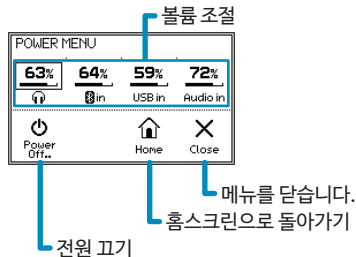 볼륨 조절
POWER MENU
63% 64% 59% 72%
in USB in Audio in
Power Off.. Home Close
메뉴를 닫습니다.
홈스크린으로 돌아가기
전원 끄기